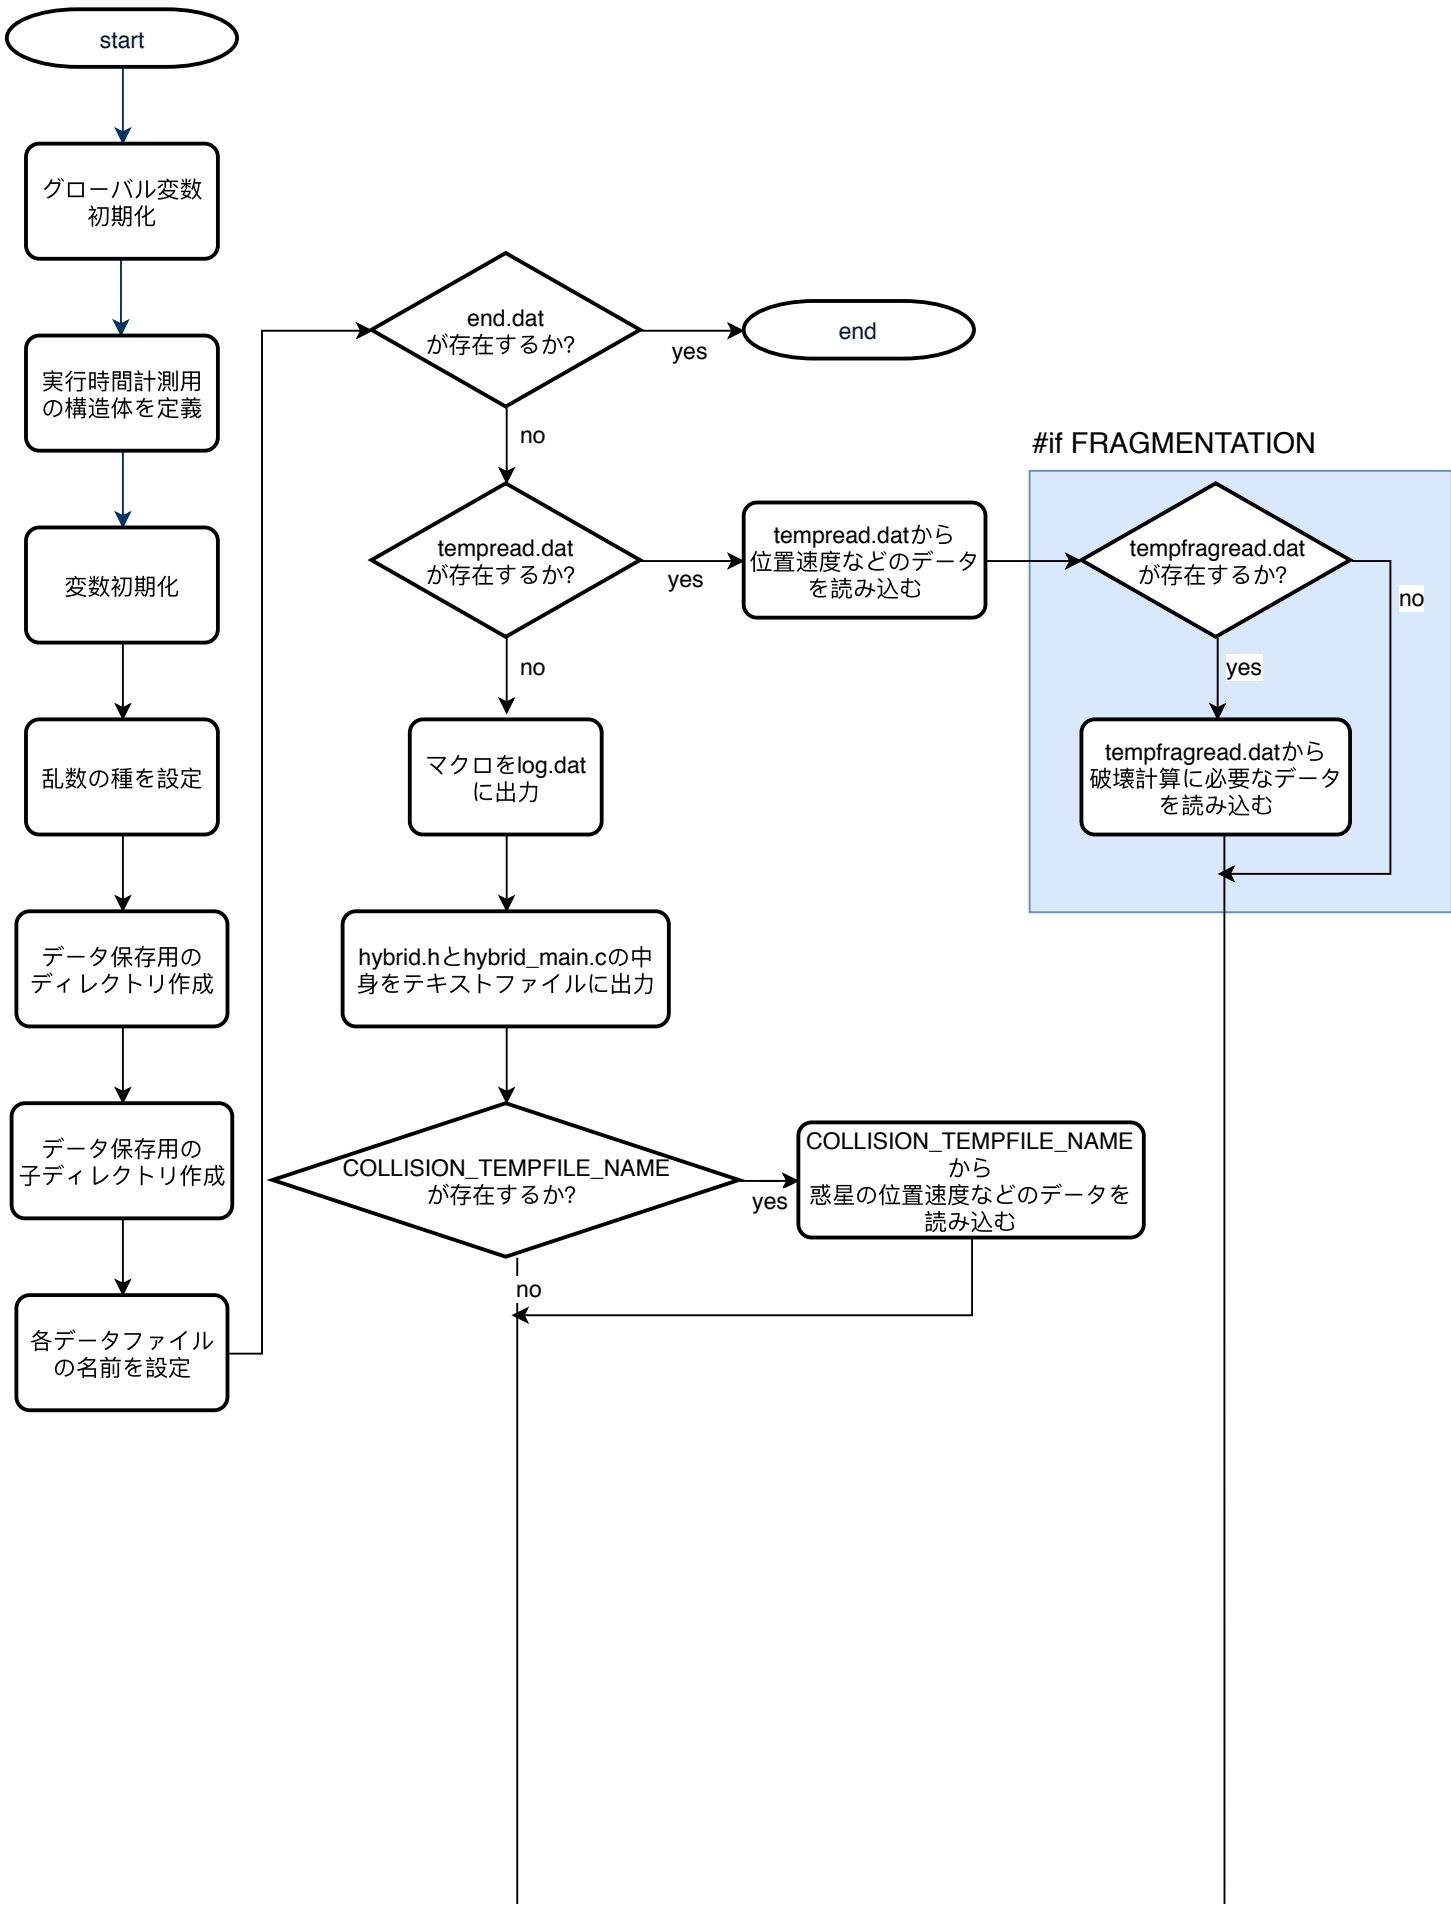 start
グローバル変数
初期化
実行時間計測用
の構造体を定義
変数初期化
乱数の種を設定
データ保存用の
ディレクトリ作成
データ保存用の
子ディレクトリ作成
各データファイル
の名前を設定
end.dat
が存在するか?
yes
end
no
tempread.dat
が存在するか?
yes
tempread.datから
位置速度などのデータ
を読み込む
#if FRAGMENTATION
tempfragread.dat
が存在するか?
no
yes
tempfragread.datから
破壊計算に必要なデータ
を読み込む
no
マクロをlog.dat
に出力
hybrid.hとhybrid_main.cの中
身をテキストファイルに出力
COLLISION_TEMPFILE_NAME
が存在するか?
yes
COLLISION_TEMPFILE_NAME
から
惑星の位置速度などのデータを
読み込む
no